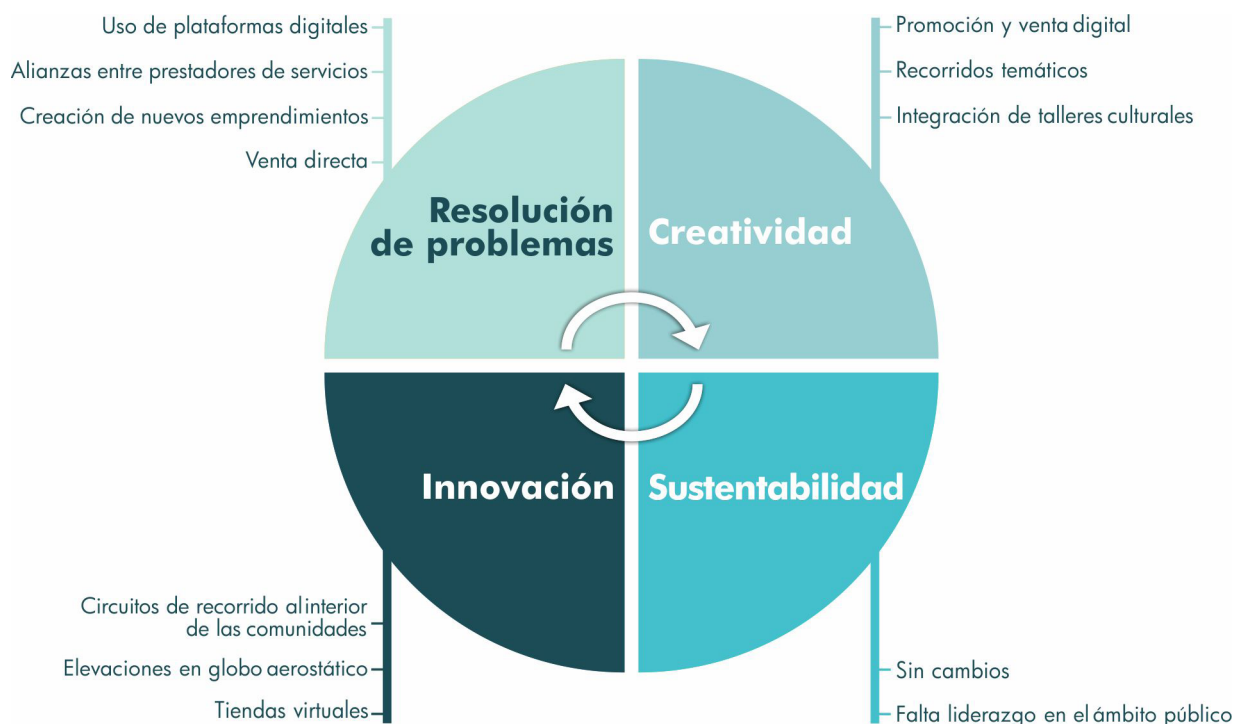 Uso de plataformas digitales
Alianzas entre prestadores de servicios
Creación de nuevos emprendimientos
Venta directa
Promoción y venta digital
Recorridos temáticos
Integración de talleres culturales
Resolución
de problemas
Creatividad
Innovación
Sustentabilidad
Circuitos de recorrido al interior
de las comunidades
Elevaciones en globo aerostático
Tiendas virtuales
Sin cambios
Falta liderazgo en el ámbito público